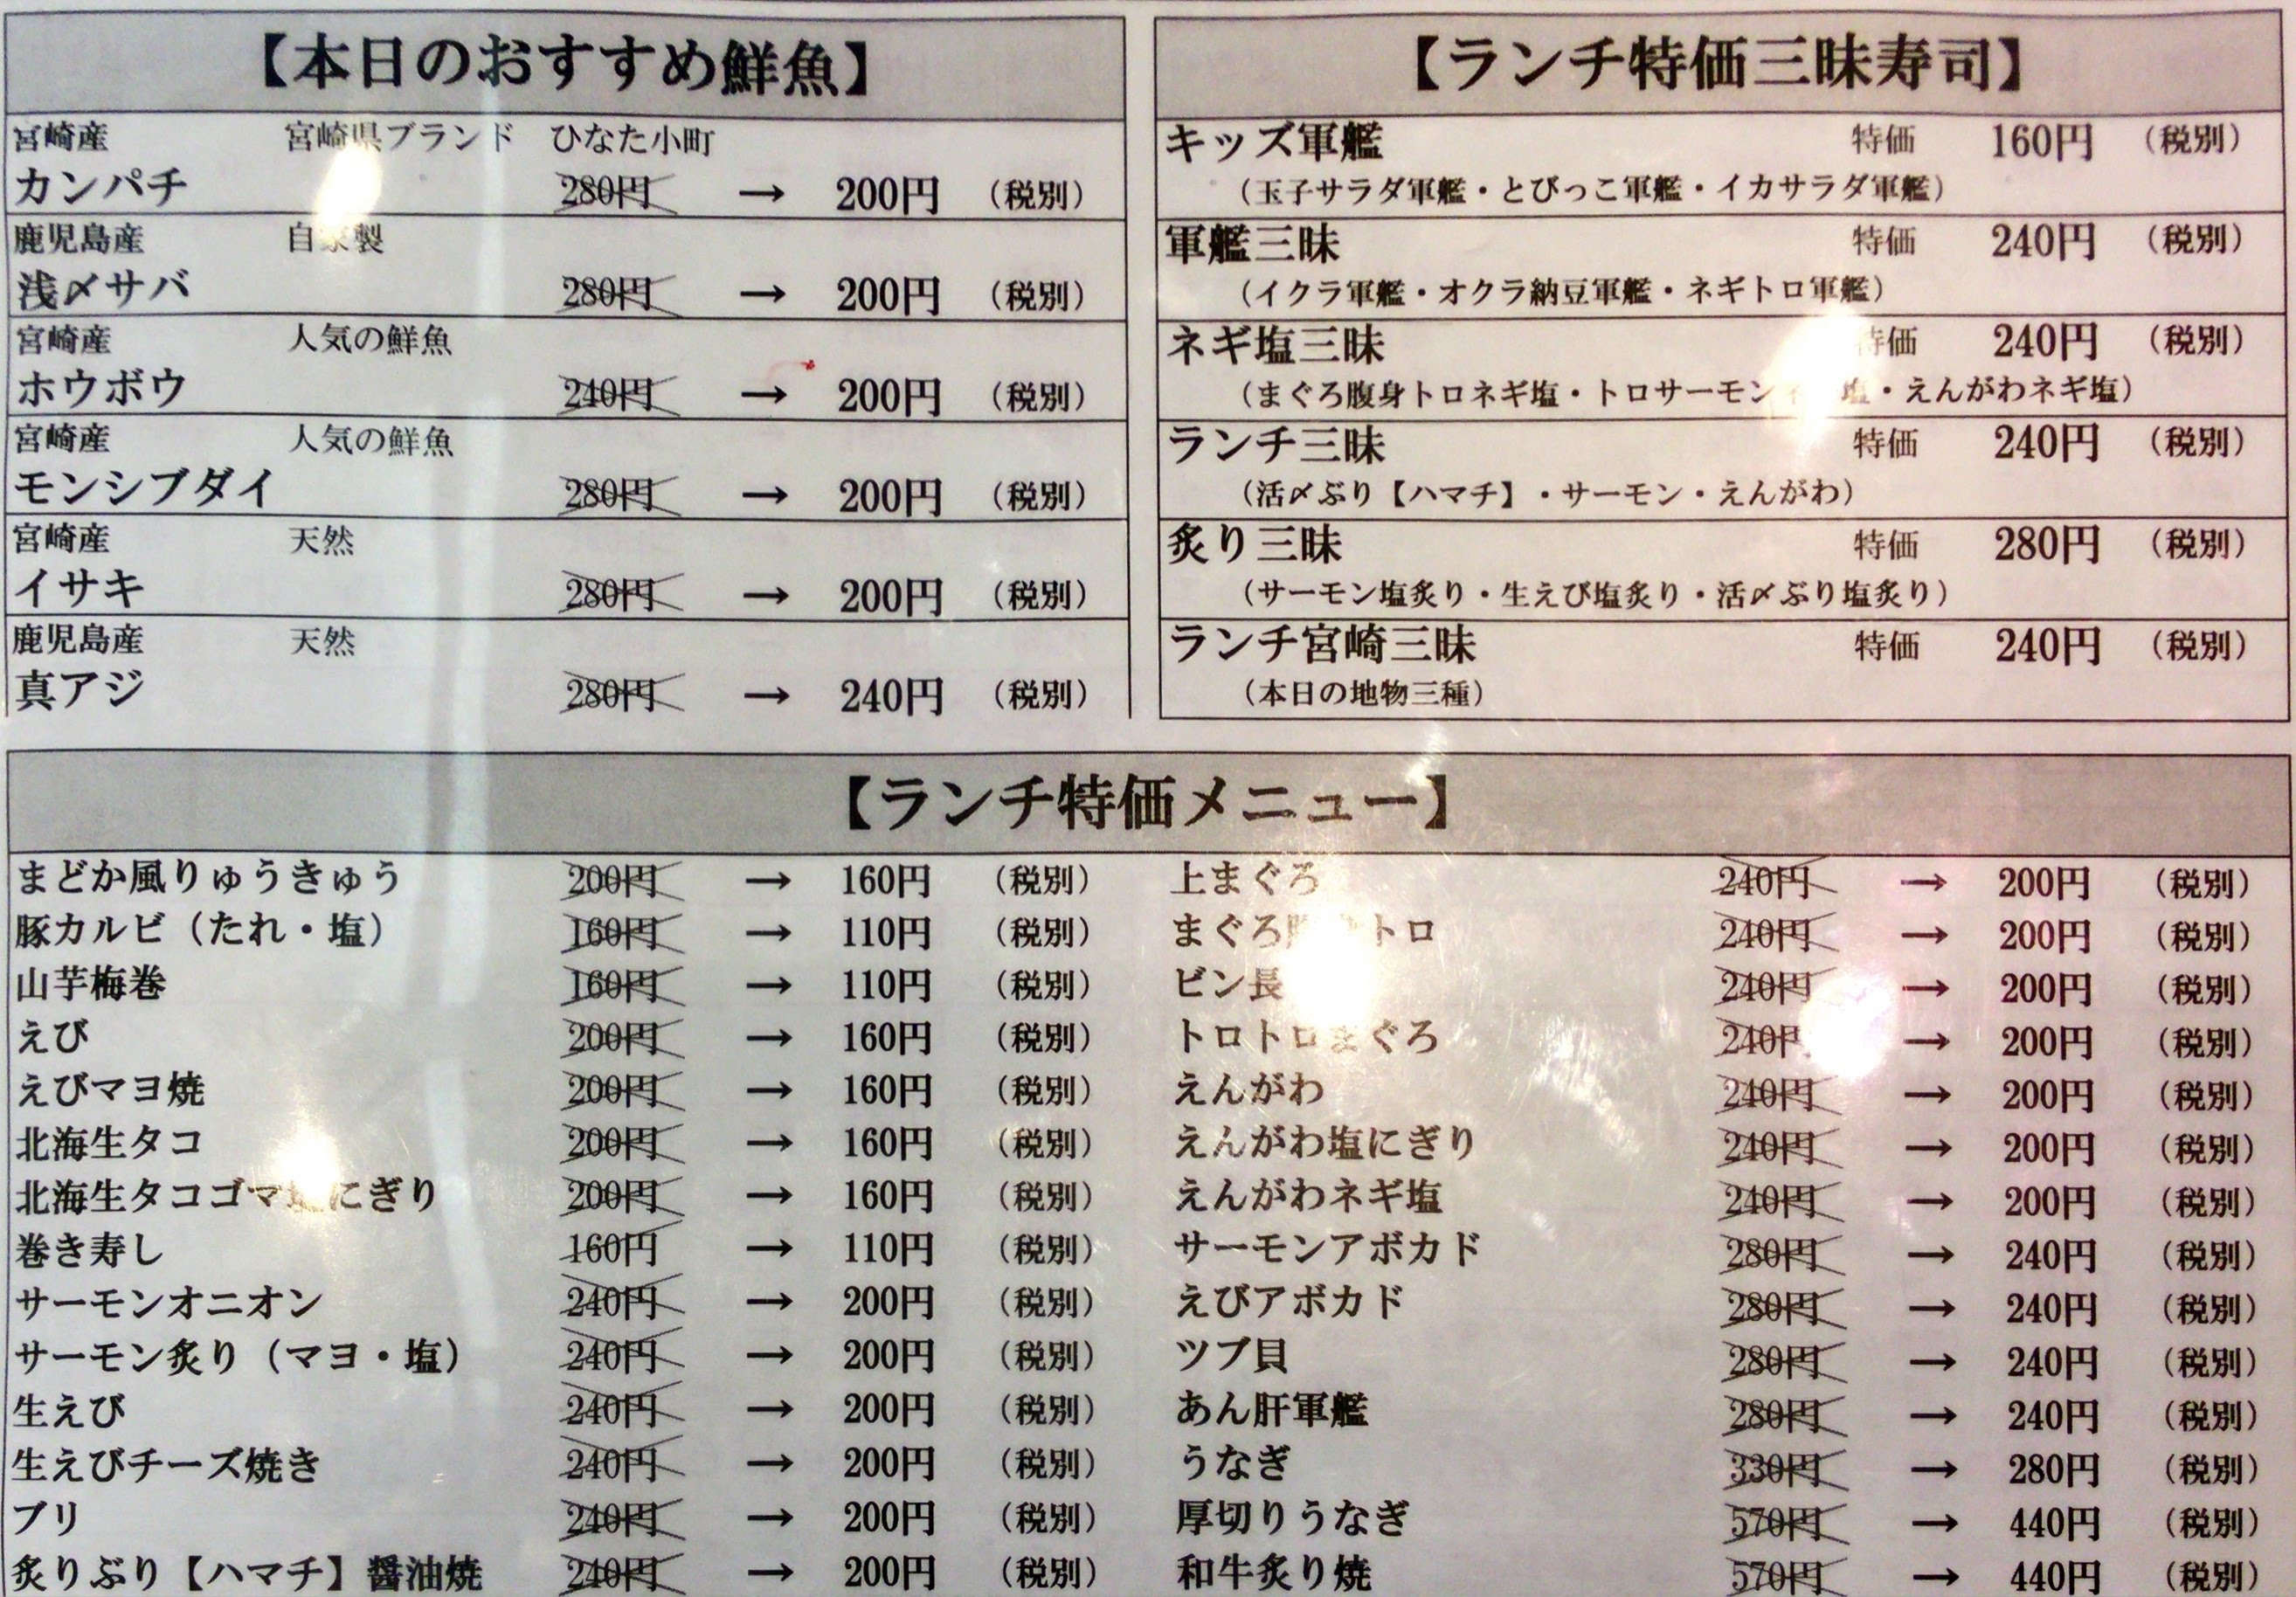 【本日のおすすめ鮮魚】
宮崎産 宮崎県ブランド ひなた小町
カンパチ 280円 → 200円 （税別）
鹿児島産 自家製
浅〆サバ 280円 → 200円 （税別）
宮崎産 人気の鮮魚
ホウボウ 240円 → 200円 （税別）
宮崎産 人気の鮮魚
モンシブダイ 280円 → 200円 （税別）
宮崎産 天然
イサキ 280円 → 200円 （税別）
鹿児島産 天然
真アジ 280円 → 240円 （税別）
【ランチ特価三昧寿司】
キッズ軍艦 特価 160円 （税別）
（玉子サラダ軍艦・とびっこ軍艦・イカサラダ軍艦）
軍艦三昧 特価 240円 （税別）
（イクラ軍艦・オクラ納豆軍艦・ネギトロ軍艦）
ネギ塩三昧 特価 240円 （税別）
（まぐろ腹身トロネギ塩・トロサーモンネギ塩・えんがわネギ塩）
ランチ三昧 特価 240円 （税別）
（活〆ぶり【ハマチ】・サーモン・えんがわ）
炙り三昧 特価 280円 （税別）
（サーモン塩炙り・生えび塩炙り・活〆ぶり塩炙り）
ランチ宮崎三昧 特価 240円 （税別）
（本日の地物三種）
【ランチ特価メニュー】
まどか風りゅうきゅう 200円 → 160円 （税別）
豚カルビ（たれ・塩） 160円 → 110円 （税別）
山芋梅巻 160円 → 110円 （税別）
えび 200円 → 160円 （税別）
えびマヨ焼 200円 → 160円 （税別）
北海生タコ 200円 → 160円 （税別）
北海生タコゴマ塩にぎり 200円 → 160円 （税別）
巻き寿し 160円 → 110円 （税別）
サーモンオニオン 240円 → 200円 （税別）
サーモン炙り（マヨ・塩） 240円 → 200円 （税別）
生えび 240円 → 200円 （税別）
生えびチーズ焼き 240円 → 200円 （税別）
ブリ 240円 → 200円 （税別）
炙りぶり【ハマチ】醤油焼 240円 → 200円 （税別）
上まぐろ 240円 → 200円 （税別）
まぐろ トロ 240円 → 200円 （税別）
ビン長 240円 → 200円 （税別）
トロトロまぐろ 240円 → 200円 （税別）
えんがわ 240円 → 200円 （税別）
えんがわ塩にぎり 240円 → 200円 （税別）
えんがわネギ塩 240円 → 200円 （税別）
サーモンアボカド 280円 → 240円 （税別）
えびアボカド 280円 → 240円 （税別）
ツブ貝 280円 → 240円 （税別）
あん肝軍艦 280円 → 240円 （税別）
うなぎ 330円 → 280円 （税別）
厚切りうなぎ 570円 → 440円 （税別）
和牛炙り焼 570円 → 440円 （税別）